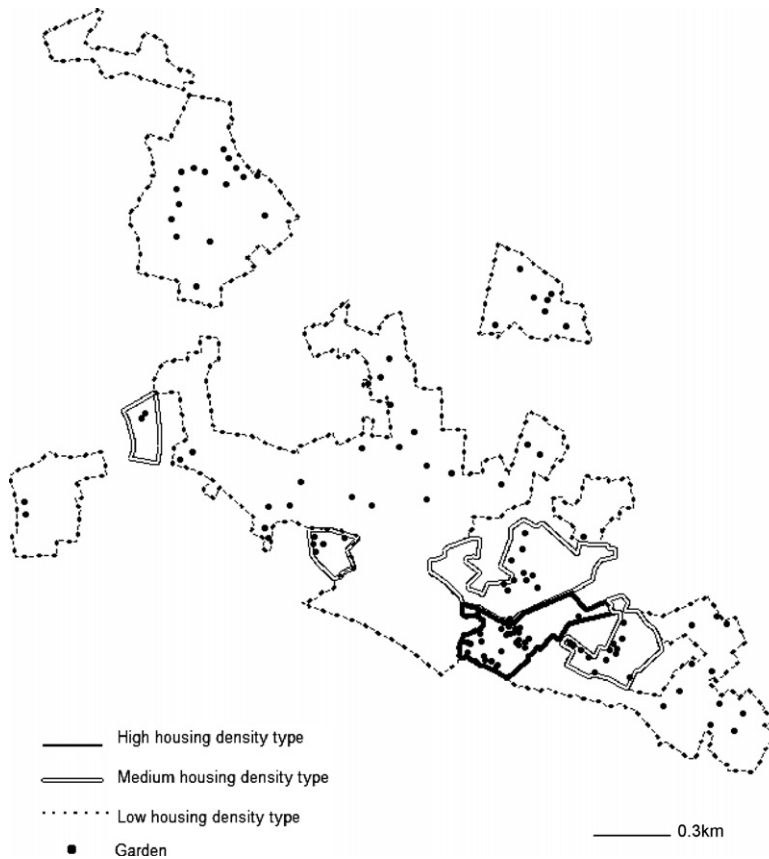 High housing density type
Medium housing density type
Low housing density type
Garden
0.3km